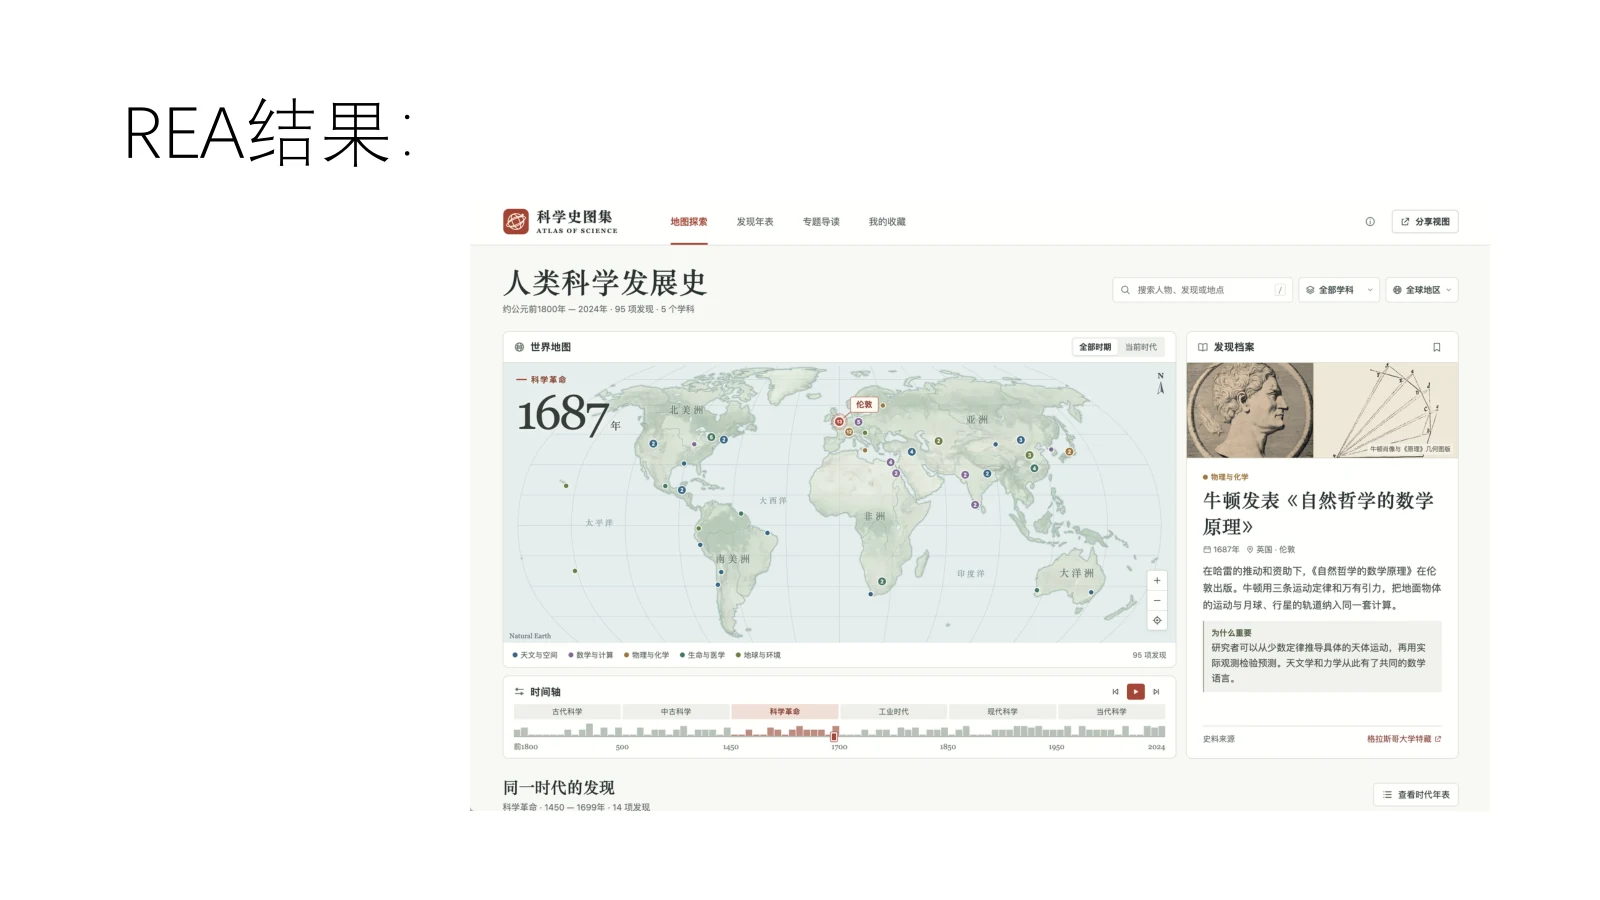 REA结果：
科学史图集
ATLAS OF SCIENCE
地图探索
发现年表
专题导读
我的收藏
分享视图
人类科学发展史
约公元前1800年 — 2024年 · 95 项发现 · 5 个学科
搜索人物、发现或地点
/
全部学科
全球地区
世界地图
全部时期
当前时代
科学革命
1687年
N
北美洲
伦敦
亚洲
大西洋
太平洋
非洲
南美洲
印度洋
大洋洲
+
−
Natural Earth
天文与空间
数学与计算
物理与化学
生命与医学
地球与环境
95 项发现
时间轴
古代科学
中古科学
科学革命
工业时代
现代科学
当代科学
前1800
500
1450
1700
1850
1950
2024
发现档案
牛顿肖像与《原理》几何图版
物理与化学
牛顿发表《自然哲学的数学
原理》
1687年
英国 · 伦敦
在哈雷的推动和资助下，《自然哲学的数学原理》在伦
敦出版。牛顿用三条运动定律和万有引力，把地面物体
的运动与月球、行星的轨道纳入同一套计算。
为什么重要
研究者可以从少数定律推导具体的天体运动，再用实
际观测检验预测。天文学和力学从此有了共同的数学
语言。
史料来源
格拉斯哥大学特藏
同一时代的发现
科学革命 · 1450 — 1699年 · 14 项发现
查看时代年表